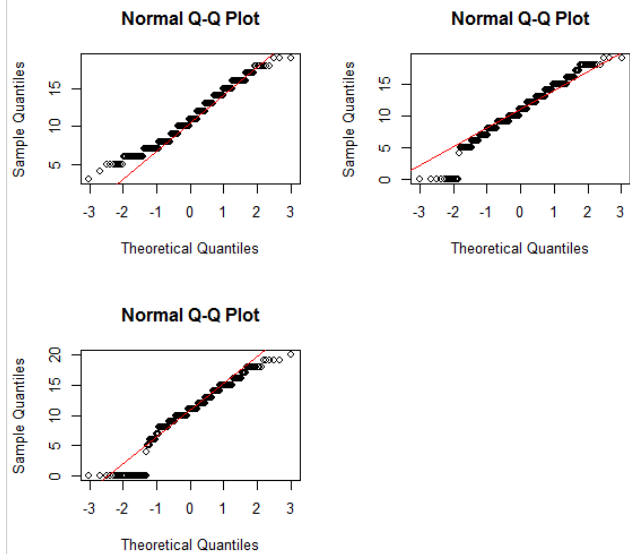 Normal Q-Q Plot
Sample Quantiles
15
10
5
-3 -2 -1 0 1 2 3
Theoretical Quantiles
Normal Q-Q Plot
Sample Quantiles
15
10
5
0
-3 -2 -1 0 1 2 3
Theoretical Quantiles
Normal Q-Q Plot
Sample Quantiles
20
15
10
5
0
-3 -2 -1 0 1 2 3
Theoretical Quantiles